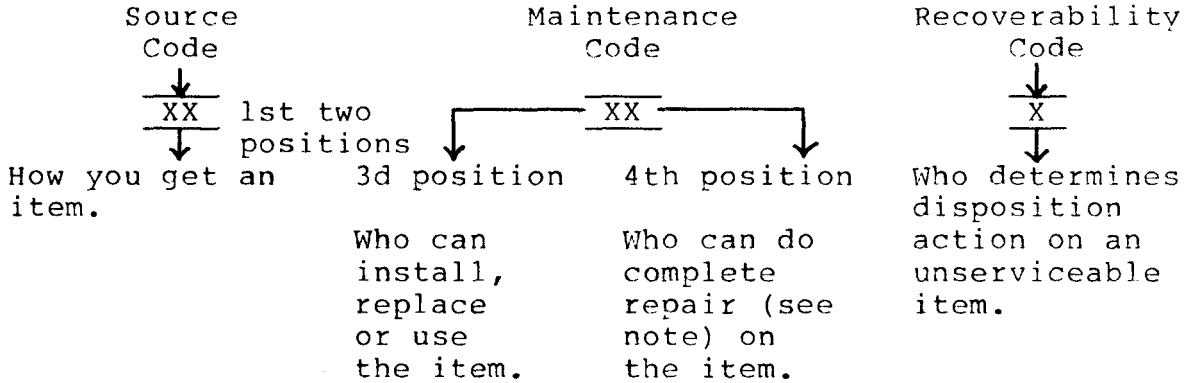 Source Maintenance Recoverability
Code Code Code
XX 1st two XX X
positions
How you get an 3d position 4th position Who determines
item. disposition
Who can Who can do action on an
install, complete unserviceable
replace repair (see item.
or use note) on
the item. the item.